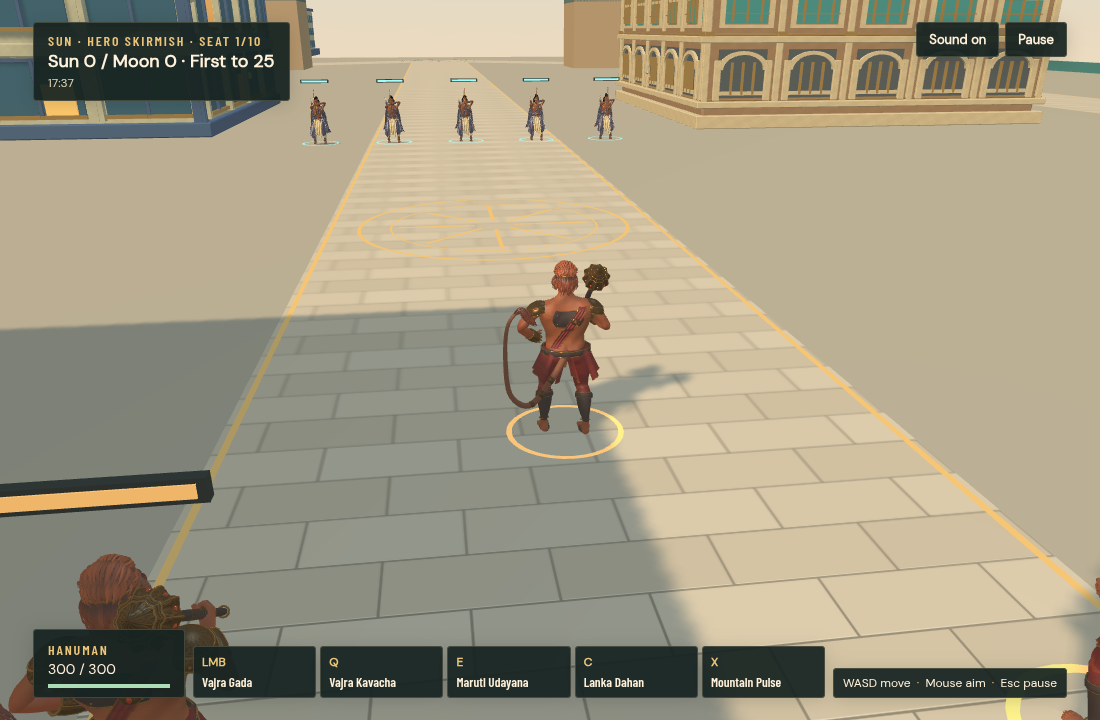 SUN · HERO SKIRMISH · SEAT 1/10
Sun 0 / Moon 0 · First to 25
17:37
Sound on
Pause
HANUMAN
300 / 300
LMB
Vajra Gada
Q
Vajra Kavacha
E
Maruti Udayana
C
Lanka Dahan
X
Mountain Pulse
WASD move · Mouse aim · Esc pause